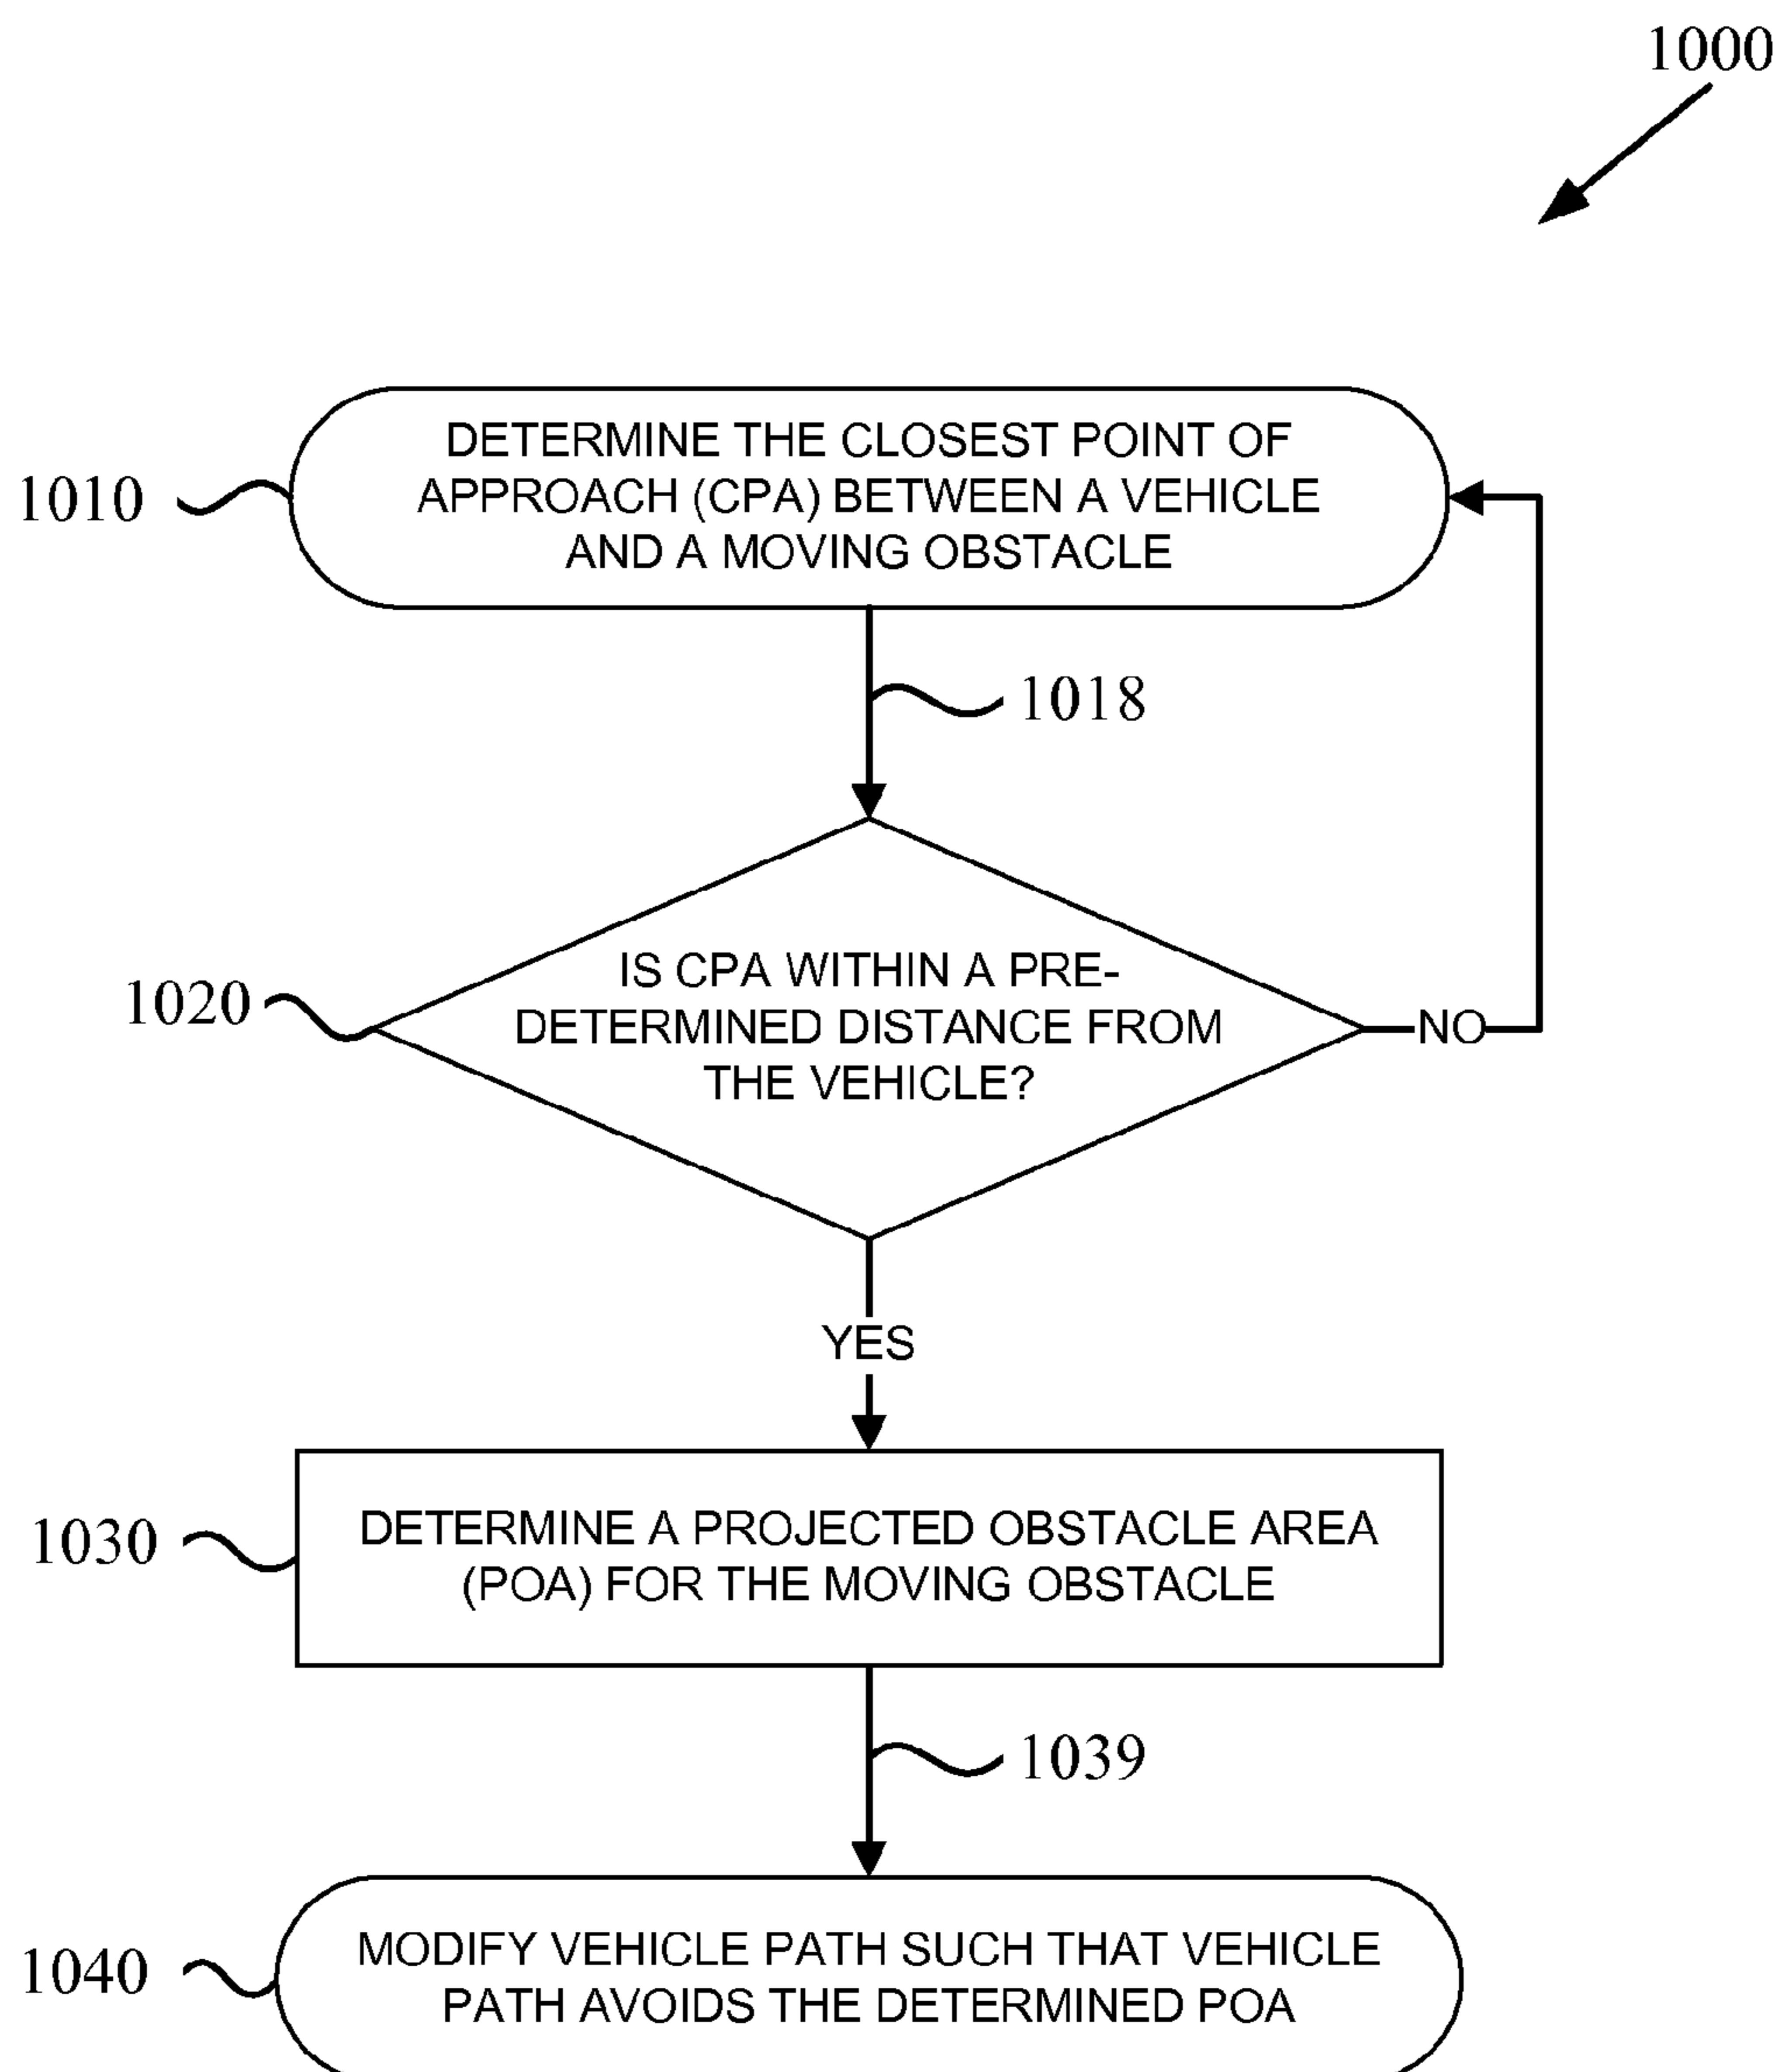 1000
DETERMINE THE CLOSEST POINT OF
APPROACH (CPA) BETWEEN A VEHICLE
AND A MOVING OBSTACLE
1010
1018
IS CPA WITHIN A PRE-
DETERMINED DISTANCE FROM
THE VEHICLE?
1020
NO
YES
DETERMINE A PROJECTED OBSTACLE AREA
(POA) FOR THE MOVING OBSTACLE
1030
1039
MODIFY VEHICLE PATH SUCH THAT VEHICLE
PATH AVOIDS THE DETERMINED POA
1040